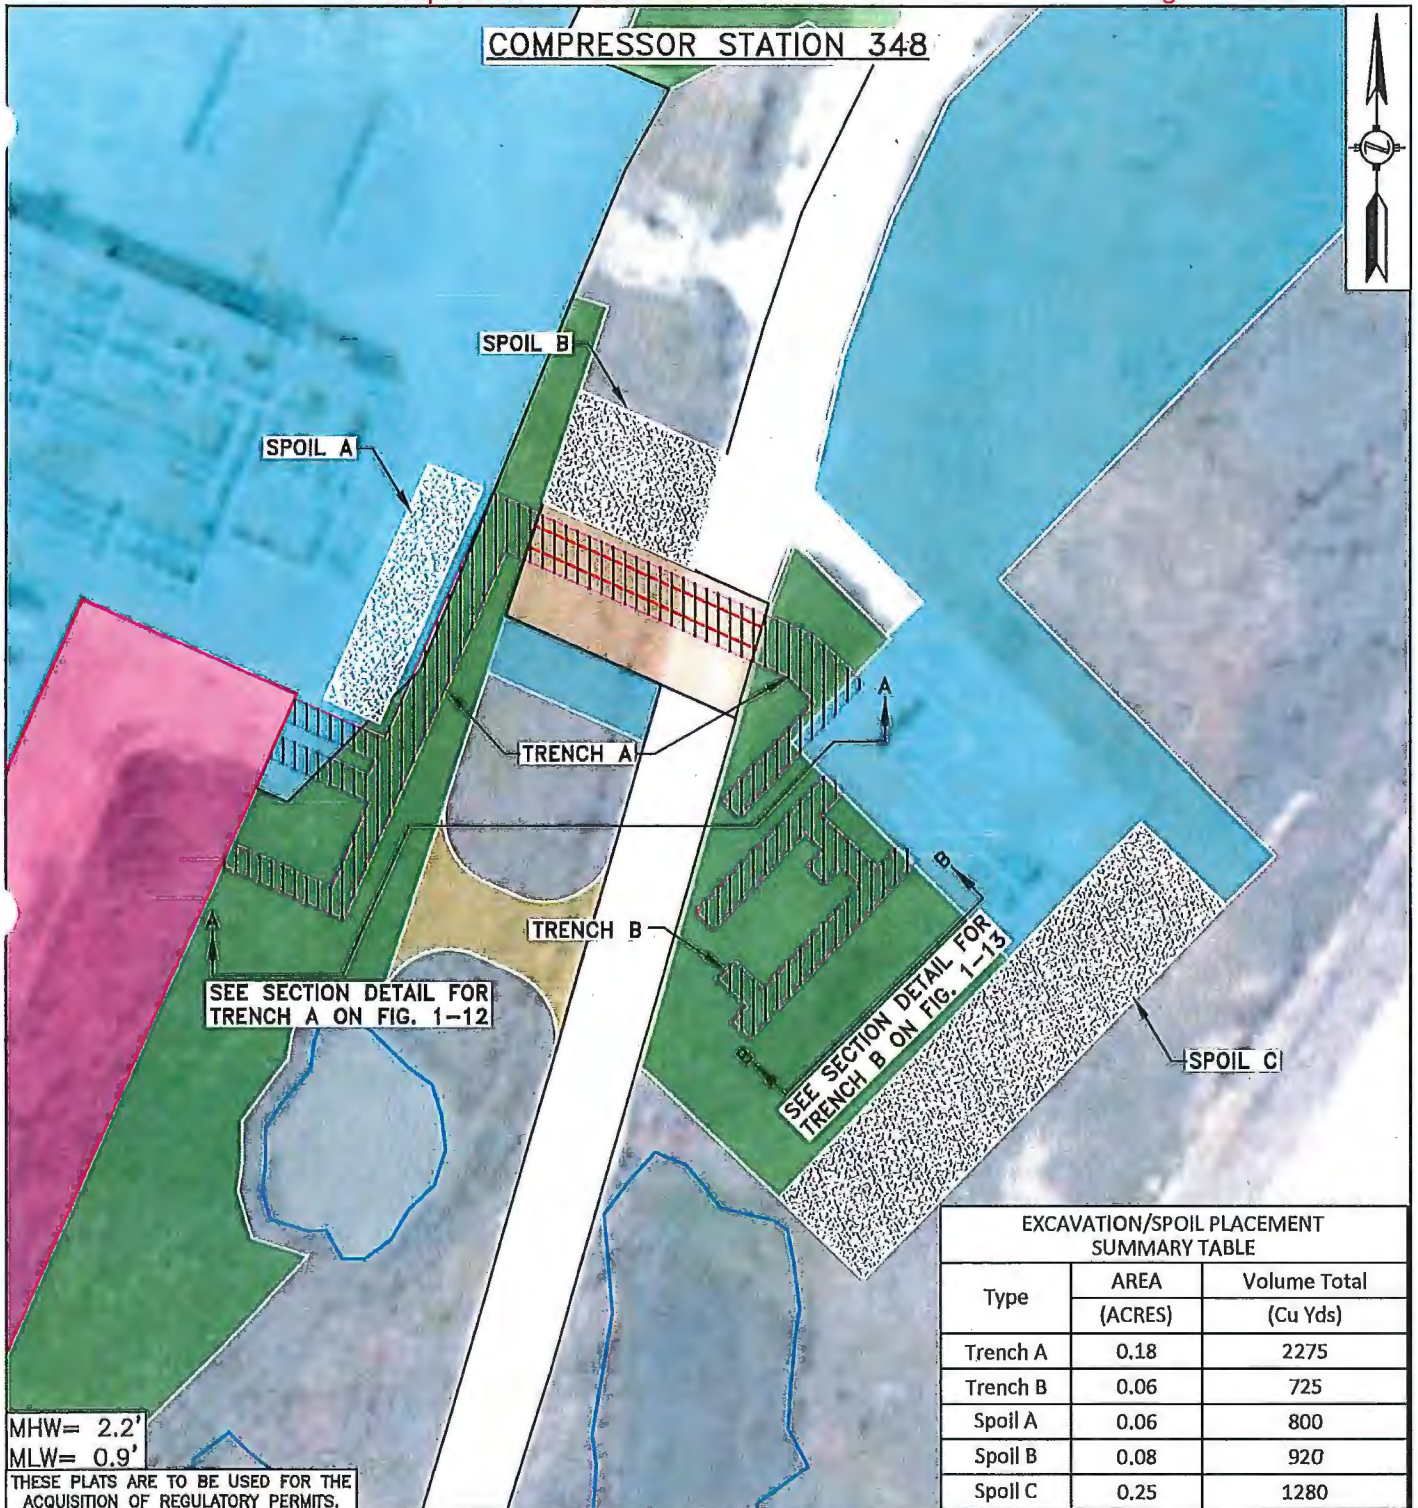 COMPRESSOR STATION 348
Z
SPOIL B
SPOIL A
A
TRENCH A
B
TRENCH B
A
SEE SECTION DETAIL FOR
TRENCH A ON FIG. 1-12
SEE SECTION DETAIL FOR
TRENCH B ON FIG. 1-13
B
SPOIL C
EXCAVATION/SPOIL PLACEMENT
SUMMARY TABLE
Type AREA Volume Total
(ACRES) (Cu Yds)
Trench A 0.18 2275
Trench B 0.06 725
Spoil A 0.06 800
Spoil B 0.08 920
Spoil C 0.25 1280
MHW= 2.2'
MLW= 0.9'
THESE PLATS ARE TO BE USED FOR THE
ACQUISITION OF REGULATORY PERMITS.